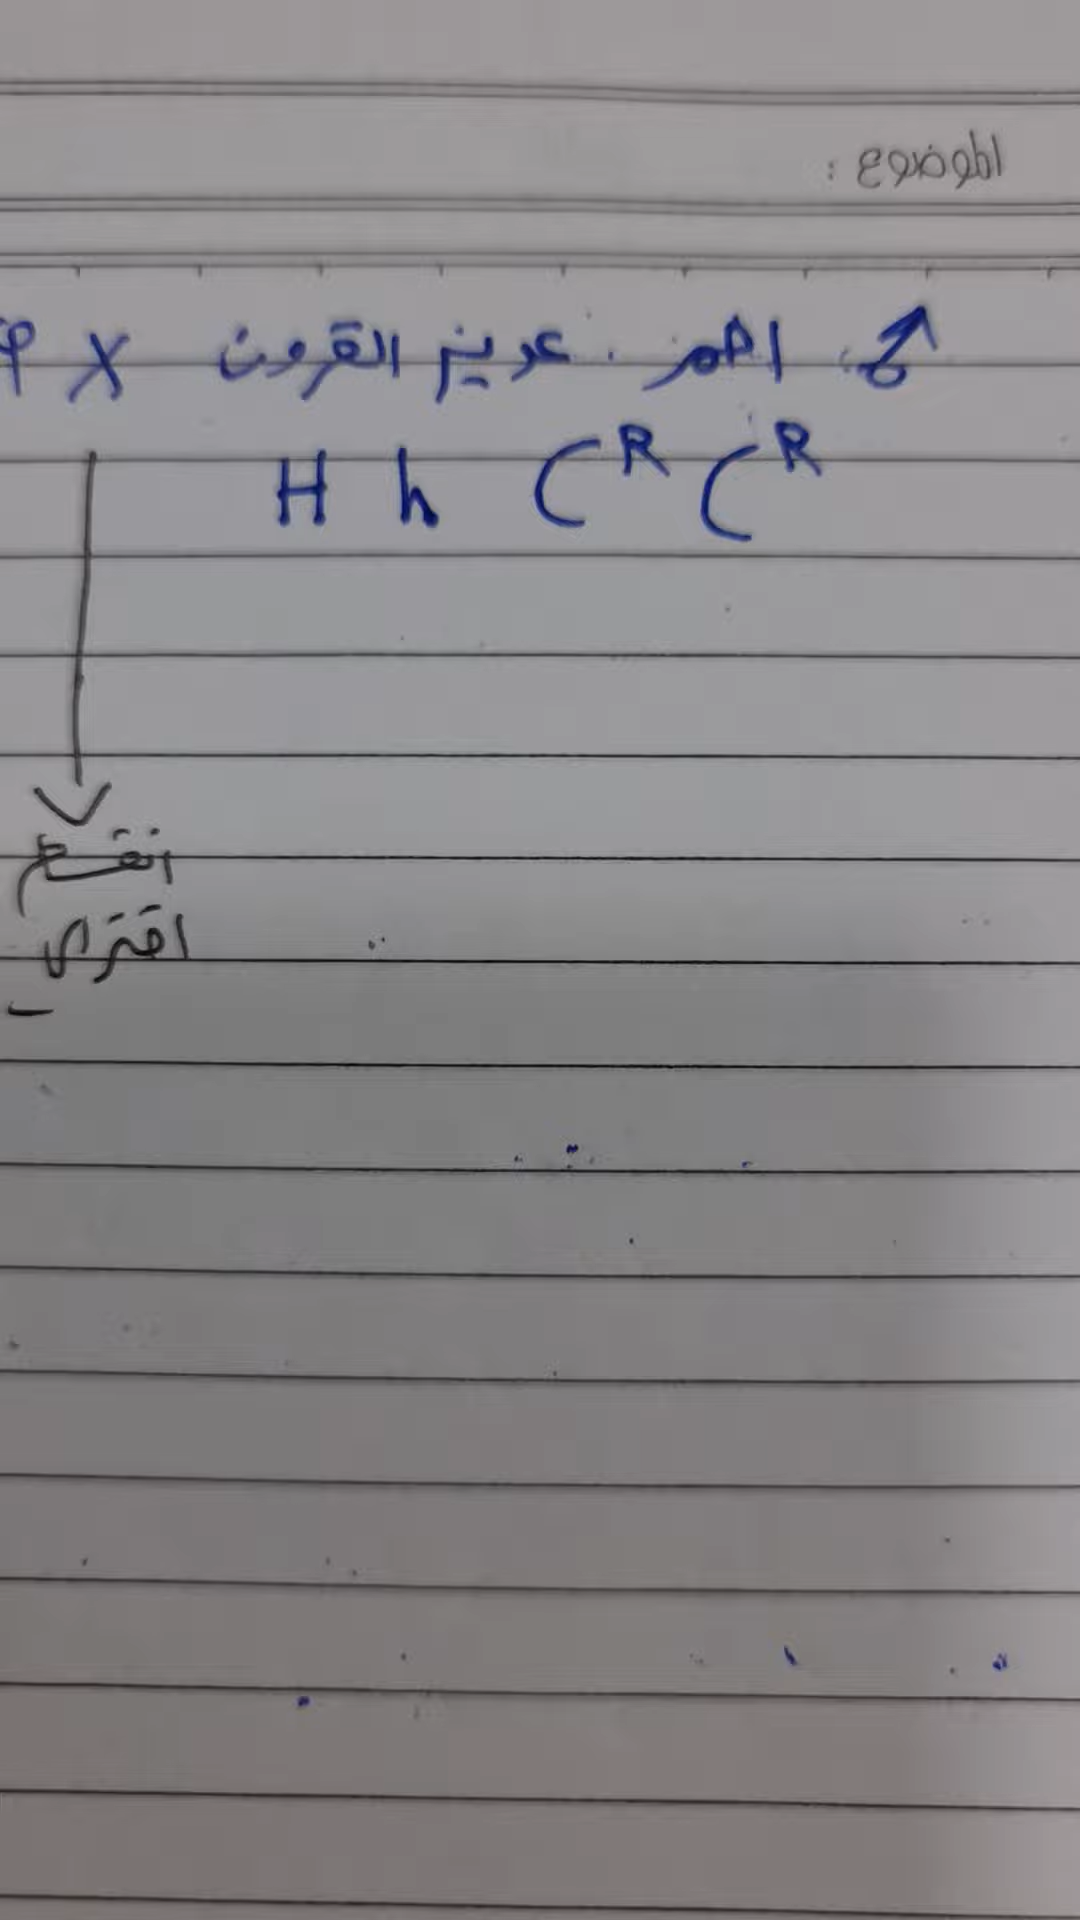 الموضوع :
♂ احمر . عديم القرون X ♀
H h C^R C^R
انقسام
اختزالي